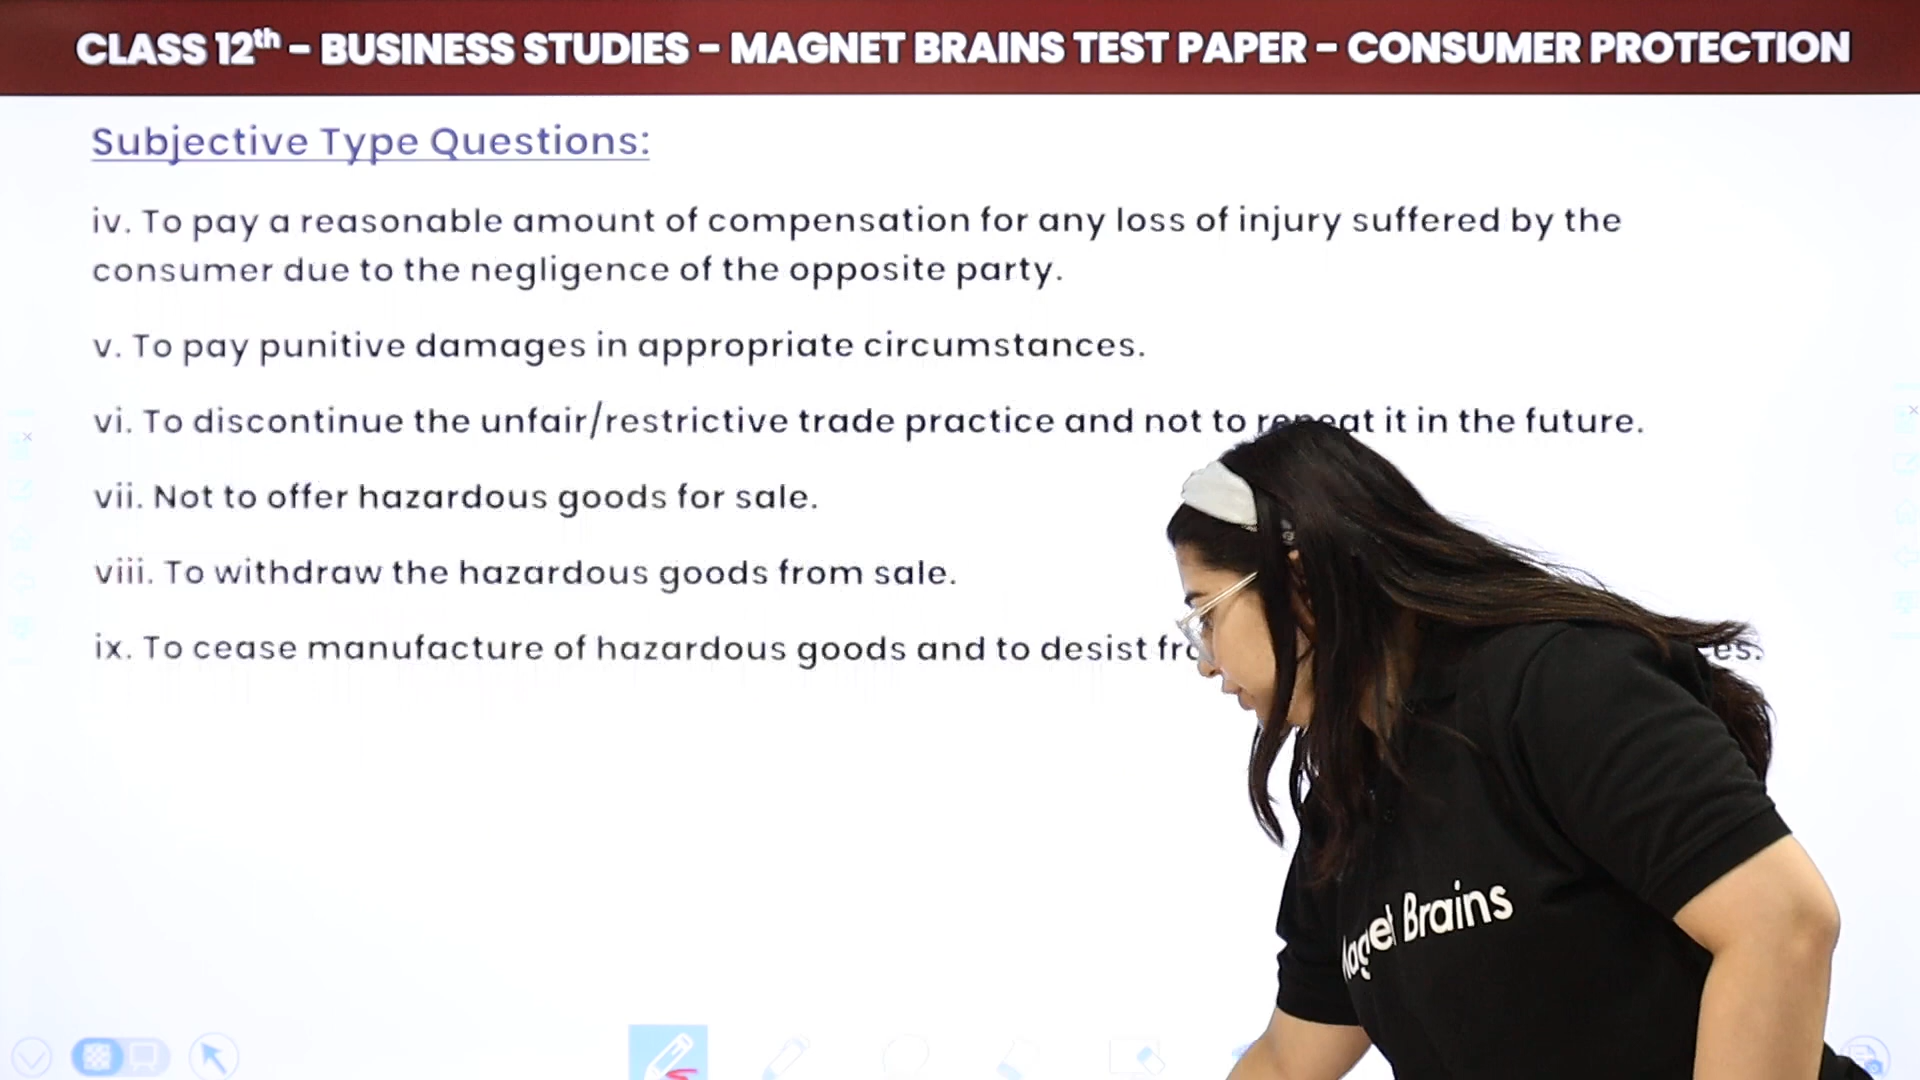 CLASS 12th – BUSINESS STUDIES – MAGNET BRAINS TEST PAPER – CONSUMER PROTECTION
Subjective Type Questions:
iv. To pay a reasonable amount of compensation for any loss of injury suffered by the
consumer due to the negligence of the opposite party.
v. To pay punitive damages in appropriate circumstances.
vi. To discontinue the unfair/restrictive trade practice and not to repeat it in the future.
vii. Not to offer hazardous goods for sale.
viii. To withdraw the hazardous goods from sale.
ix. To cease manufacture of hazardous goods and to desist
Brains